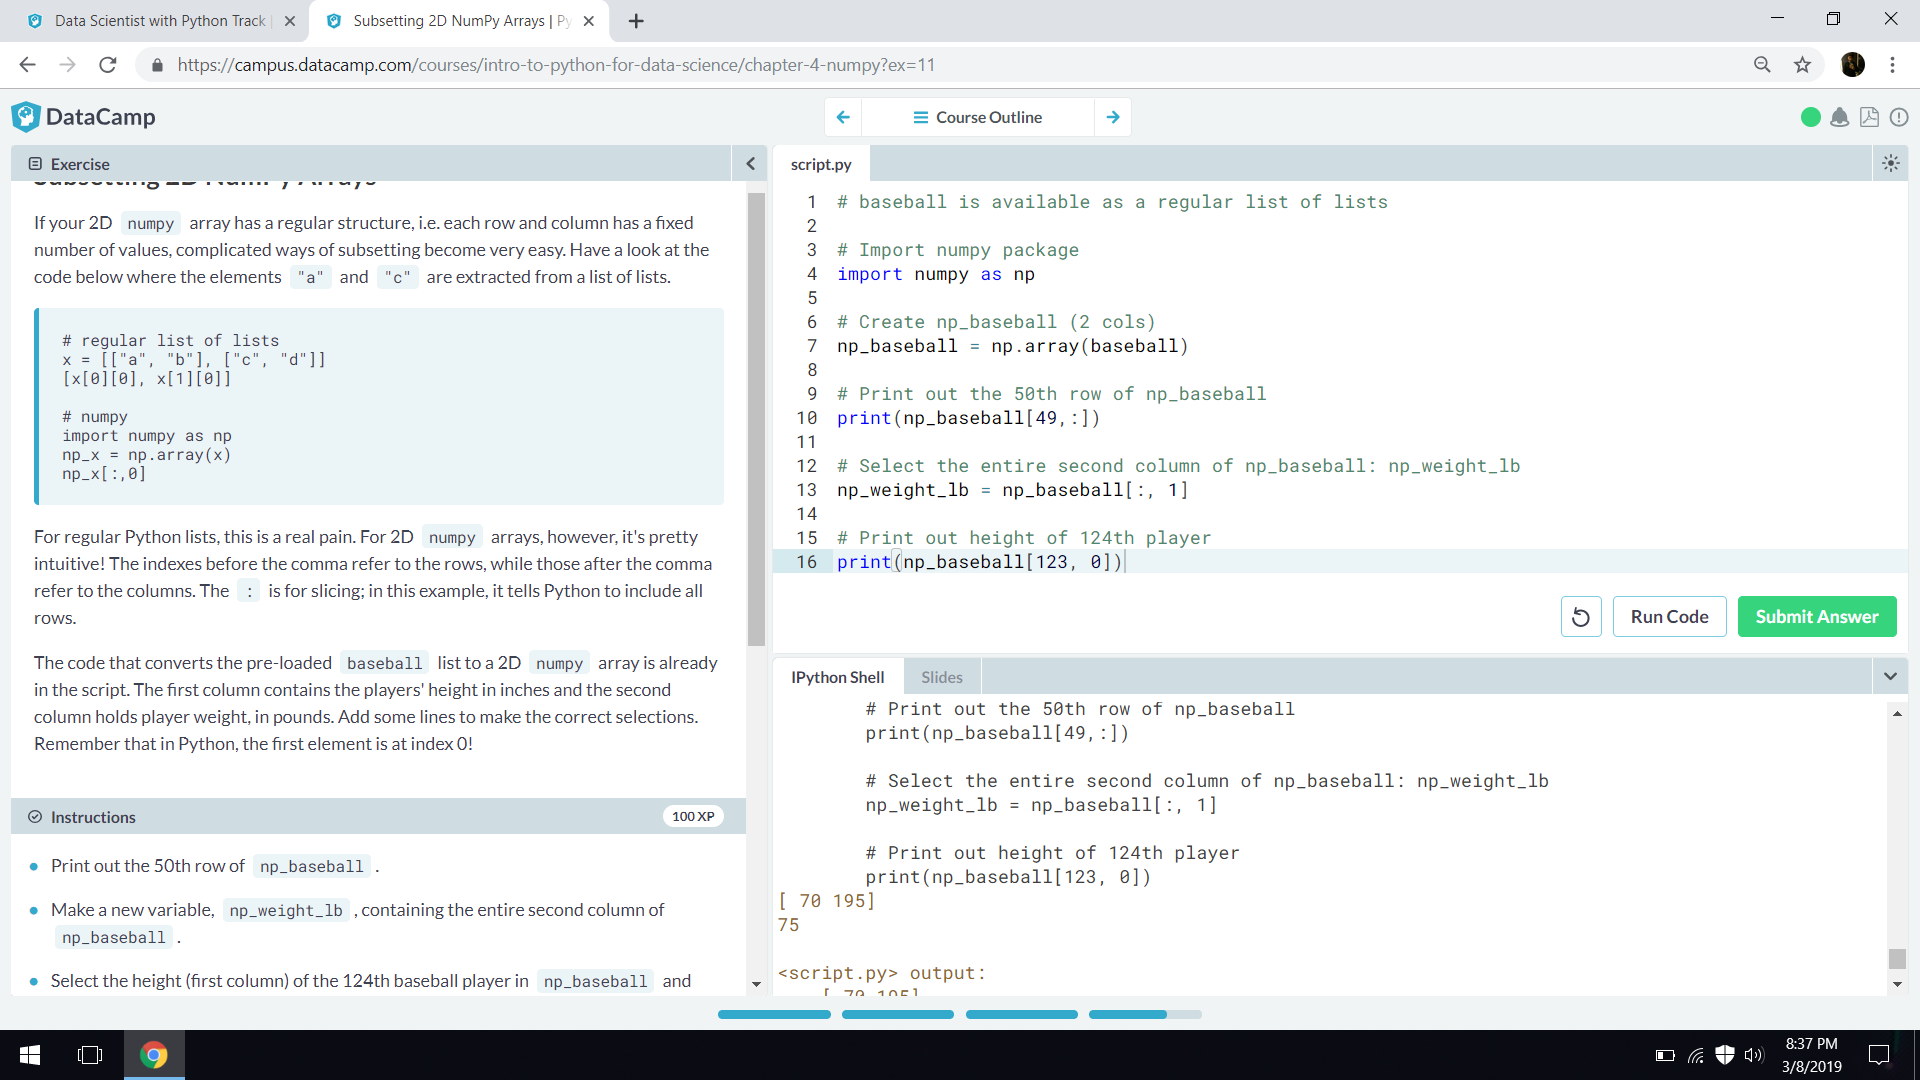 Data Scientist with Python Track
Subsetting 2D NumPy Arrays | Py
https://campus.datacamp.com/courses/intro-to-python-for-data-science/chapter-4-numpy?ex=11
DataCamp
Course Outline
Exercise
Subsetting 2D NumPy Arrays
If your 2D numpy array has a regular structure, i.e. each row and column has a fixed
number of values, complicated ways of subsetting become very easy. Have a look at the
code below where the elements "a" and "c" are extracted from a list of lists.
# regular list of lists
x = [["a", "b"], ["c", "d"]]
[x[0][0], x[1][0]]
# numpy
import numpy as np
np_x = np.array(x)
np_x[:,0]
For regular Python lists, this is a real pain. For 2D numpy arrays, however, it's pretty
intuitive! The indexes before the comma refer to the rows, while those after the comma
refer to the columns. The : is for slicing; in this example, it tells Python to include all
rows.
The code that converts the pre-loaded baseball list to a 2D numpy array is already
in the script. The first column contains the players' height in inches and the second
column holds player weight, in pounds. Add some lines to make the correct selections.
Remember that in Python, the first element is at index 0!
Instructions
100 XP
Print out the 50th row of np_baseball .
Make a new variable, np_weight_lb , containing the entire second column of
np_baseball .
Select the height (first column) of the 124th baseball player in np_baseball and
script.py
1 # baseball is available as a regular list of lists
2
3 # Import numpy package
4 import numpy as np
5
6 # Create np_baseball (2 cols)
7 np_baseball = np.array(baseball)
8
9 # Print out the 50th row of np_baseball
10 print(np_baseball[49,:])
11
12 # Select the entire second column of np_baseball: np_weight_lb
13 np_weight_lb = np_baseball[:, 1]
14
15 # Print out height of 124th player
16 print(np_baseball[123, 0])
Run Code
Submit Answer
IPython Shell
Slides
# Print out the 50th row of np_baseball
print(np_baseball[49,:])
# Select the entire second column of np_baseball: np_weight_lb
np_weight_lb = np_baseball[:, 1]
# Print out height of 124th player
print(np_baseball[123, 0])
[ 70 195]
75
<script.py> output:
[ 70 195]
8:37 PM
3/8/2019